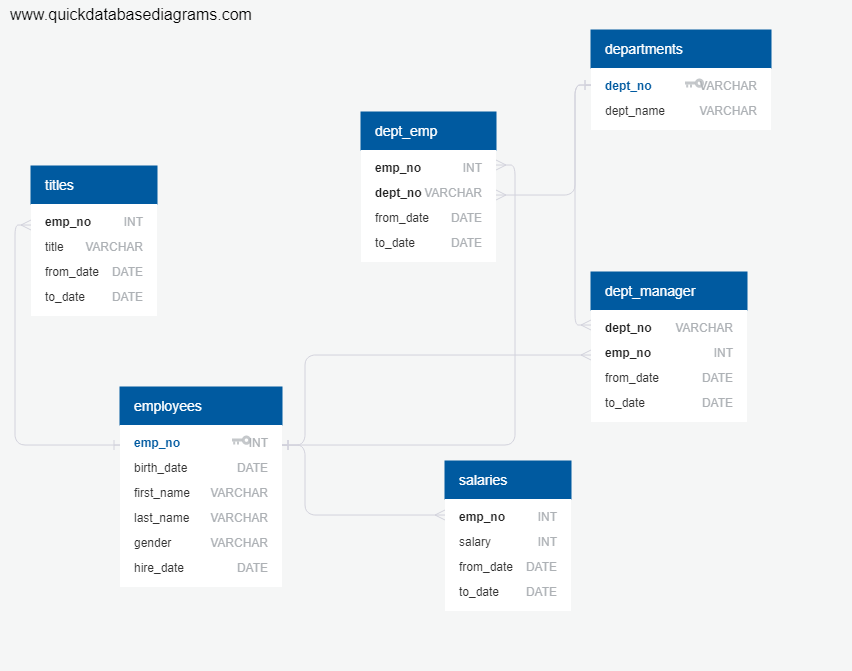 www.quickdatabasediagrams.com
departments
dept_no VARCHAR
dept_name VARCHAR
dept_emp
emp_no INT
dept_no VARCHAR
from_date DATE
to_date DATE
titles
emp_no INT
title VARCHAR
from_date DATE
to_date DATE
dept_manager
dept_no VARCHAR
emp_no INT
from_date DATE
to_date DATE
employees
emp_no INT
birth_date DATE
first_name VARCHAR
last_name VARCHAR
gender VARCHAR
hire_date DATE
salaries
emp_no INT
salary INT
from_date DATE
to_date DATE